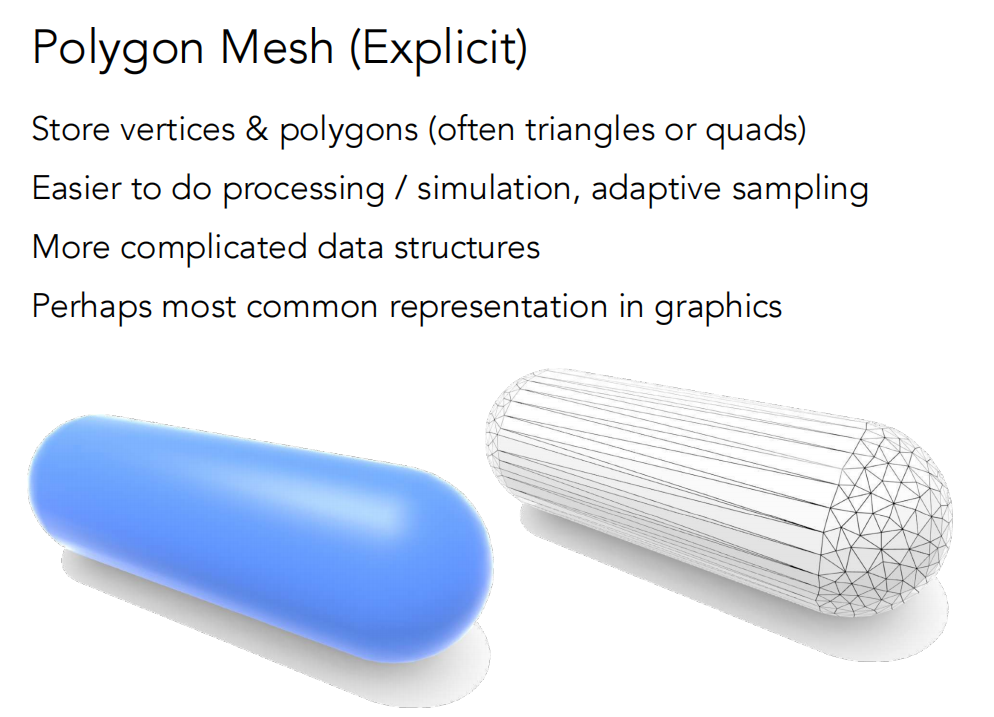 Polygon Mesh (Explicit)
Store vertices & polygons (often triangles or quads)
Easier to do processing / simulation, adaptive sampling
More complicated data structures
Perhaps most common representation in graphics